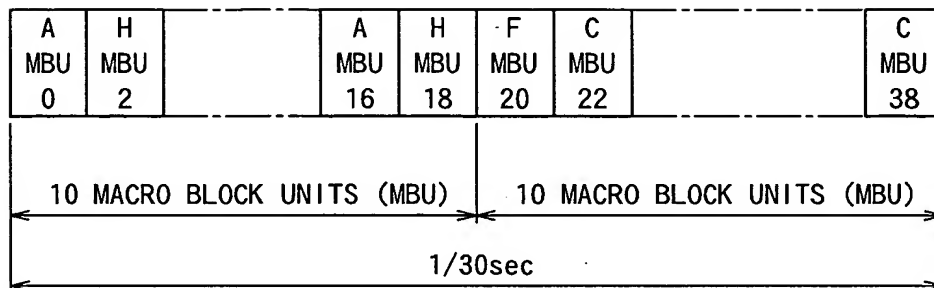 A H A H F C C
MBU MBU MBU MBU MBU MBU MBU
0 2 16 18 20 22 38
10 MACRO BLOCK UNITS (MBU) 10 MACRO BLOCK UNITS (MBU)
1/30sec